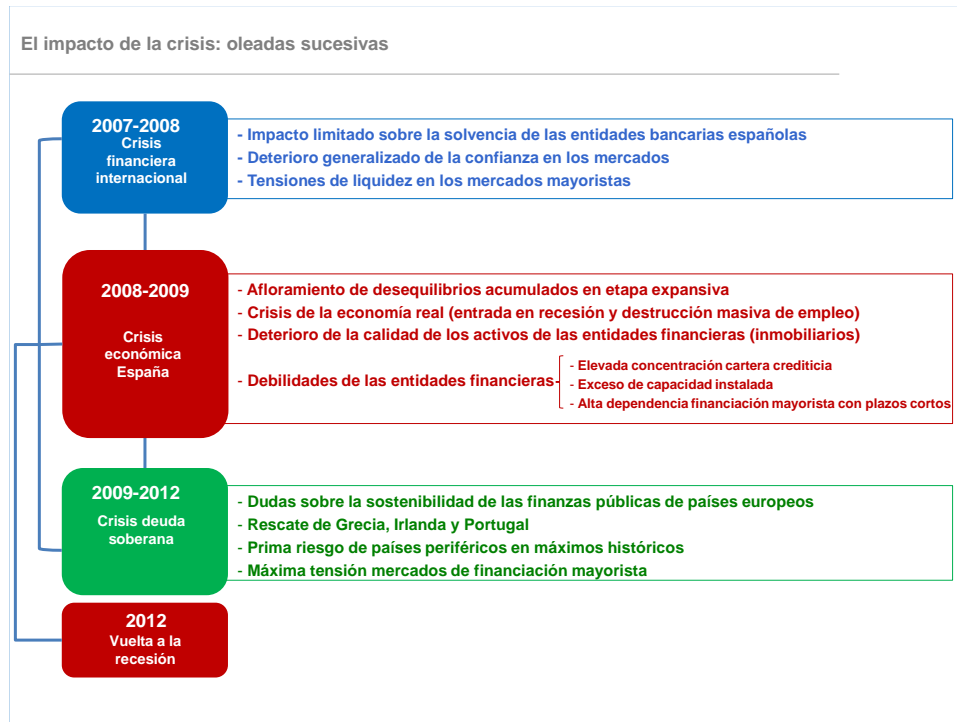 El impacto de la crisis: oleadas sucesivas
2007-2008
Crisis
financiera
internacional
- Impacto limitado sobre la solvencia de las entidades bancarias españolas
- Deterioro generalizado de la confianza en los mercados
- Tensiones de liquidez en los mercados mayoristas
2008-2009
Crisis
económica
España
- Afloramiento de desequilibrios acumulados en etapa expansiva
- Crisis de la economía real (entrada en recesión y destrucción masiva de empleo)
- Deterioro de la calidad de los activos de las entidades financieras (inmobiliarios)
- Debilidades de las entidades financieras-
- Elevada concentración cartera crediticia
- Exceso de capacidad instalada
- Alta dependencia financiación mayorista con plazos cortos
2009-2012
Crisis deuda
soberana
- Dudas sobre la sostenibilidad de las finanzas públicas de países europeos
- Rescate de Grecia, Irlanda y Portugal
- Prima riesgo de países periféricos en máximos históricos
- Máxima tensión mercados de financiación mayorista
2012
Vuelta a la
recesión